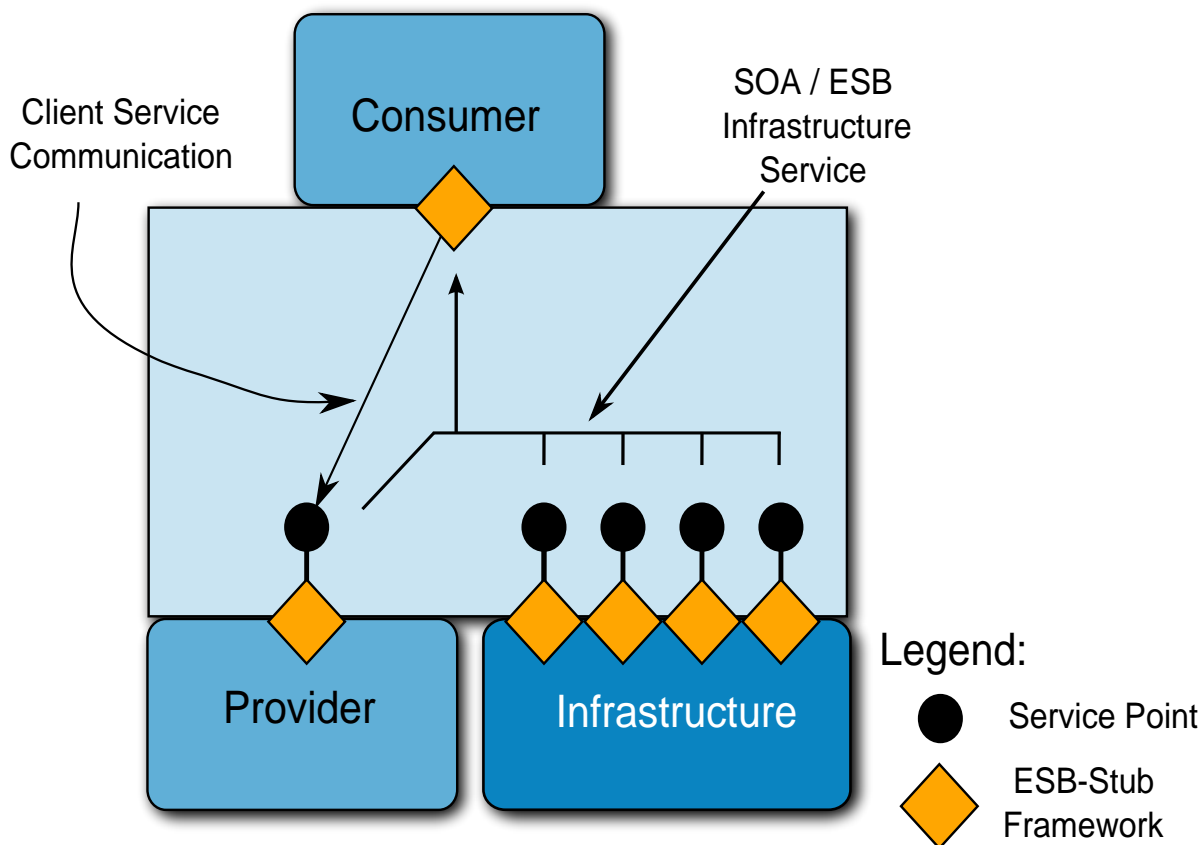 Client Service
Communication
Consumer
SOA / ESB
Infrastructure
Service
Provider
Infrastructure
Legend:
Service Point
ESB-Stub
Framework